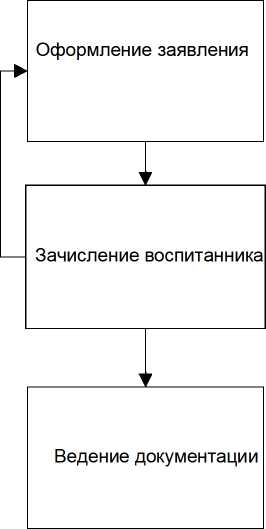 Оформление заявления
Зачисление воспитанника
Ведение документации